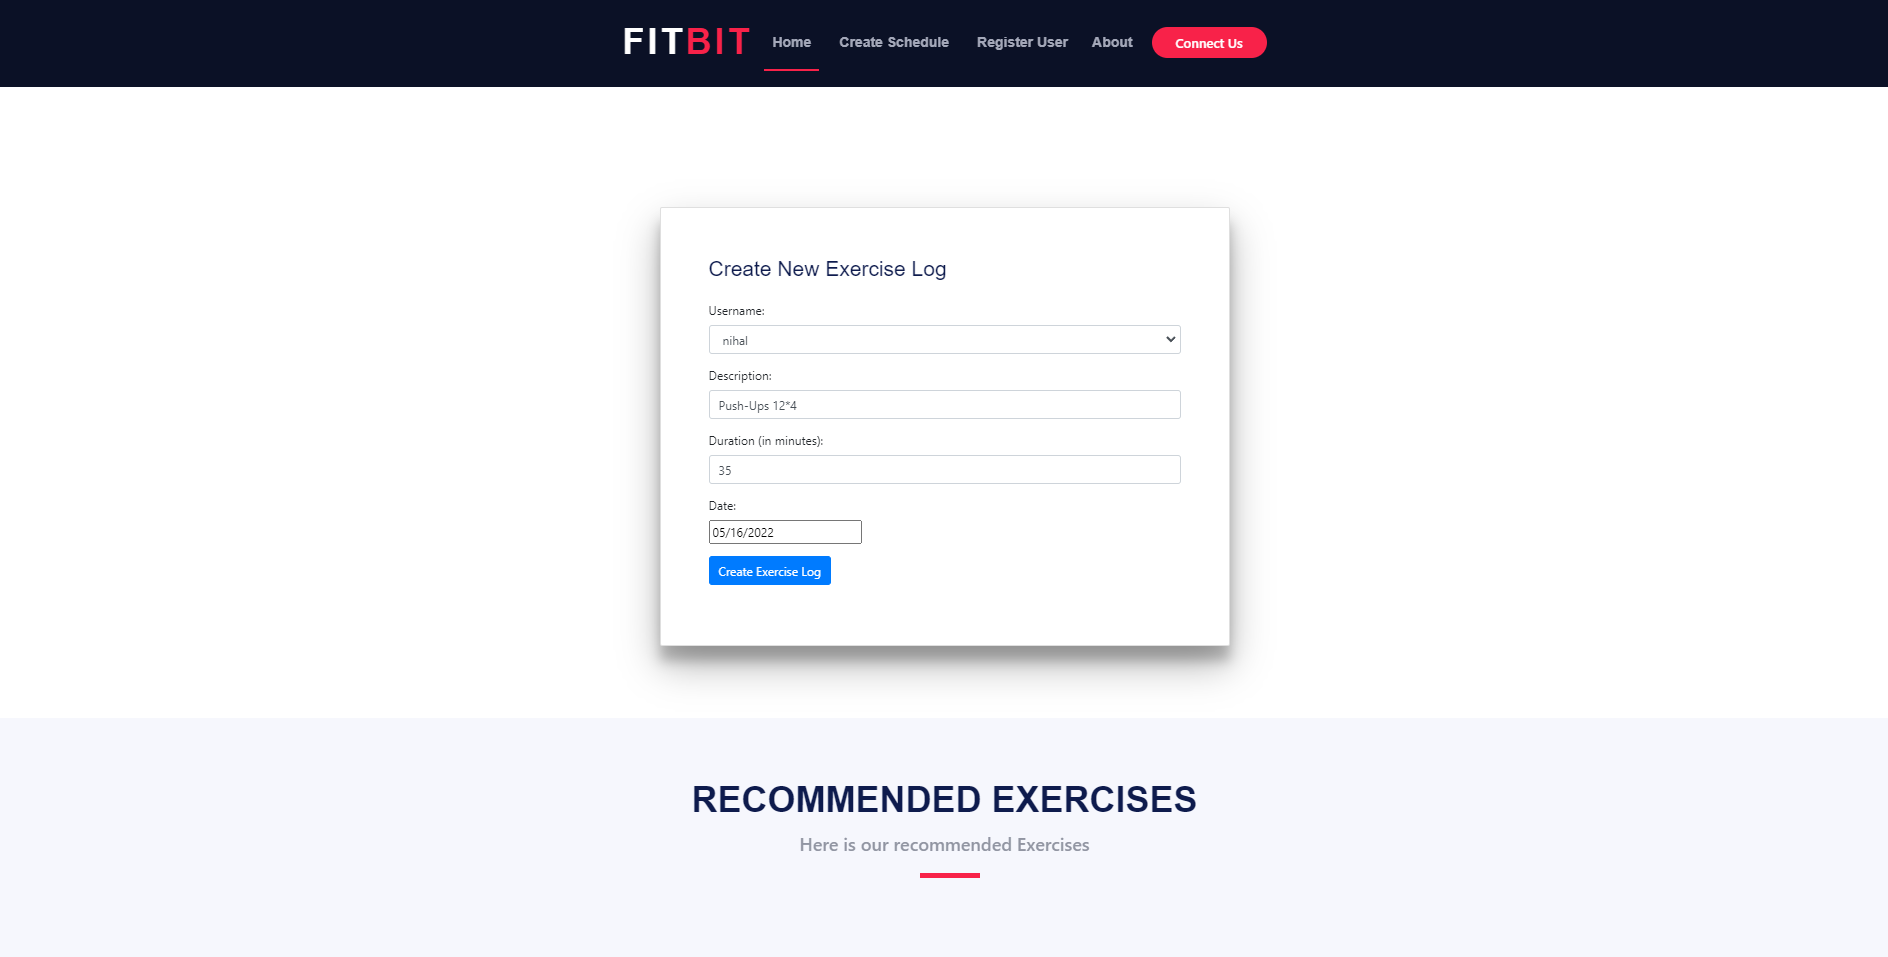 FITBIT Home Create Schedule Register User About Connect Us
Create New Exercise Log
Username:
nihal
Description:
Push-Ups 12*4
Duration (in minutes):
35
Date:
05/16/2022
Create Exercise Log
RECOMMENDED EXERCISES
Here is our recommended Exercises